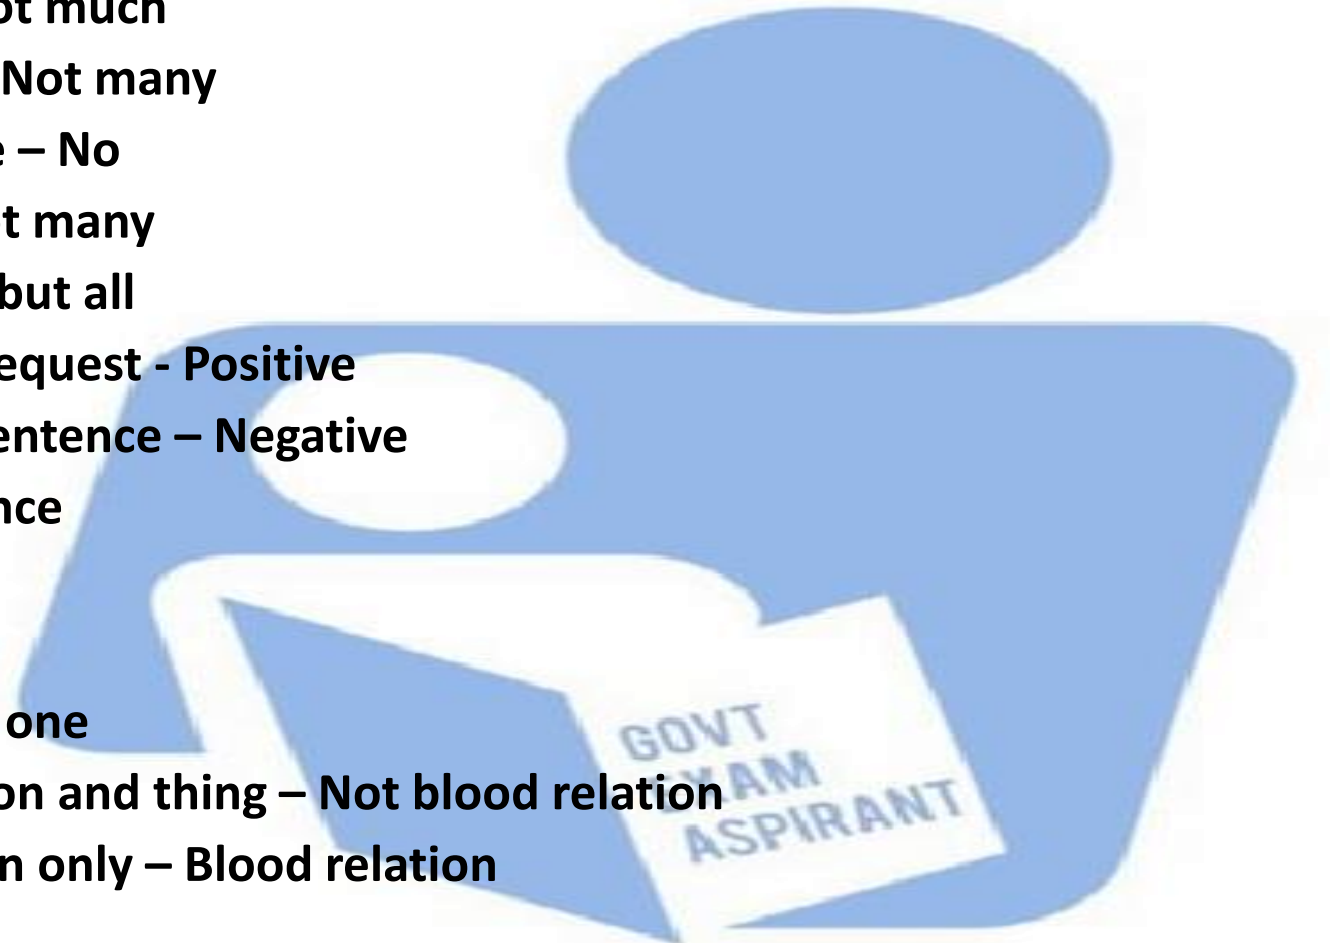 ot much
Not many
e – No
t many
but all
equest - Positive
entence – Negative
nce
one
on and thing – Not blood relation
n only – Blood relation
GOVT
EXAM
ASPIRANT